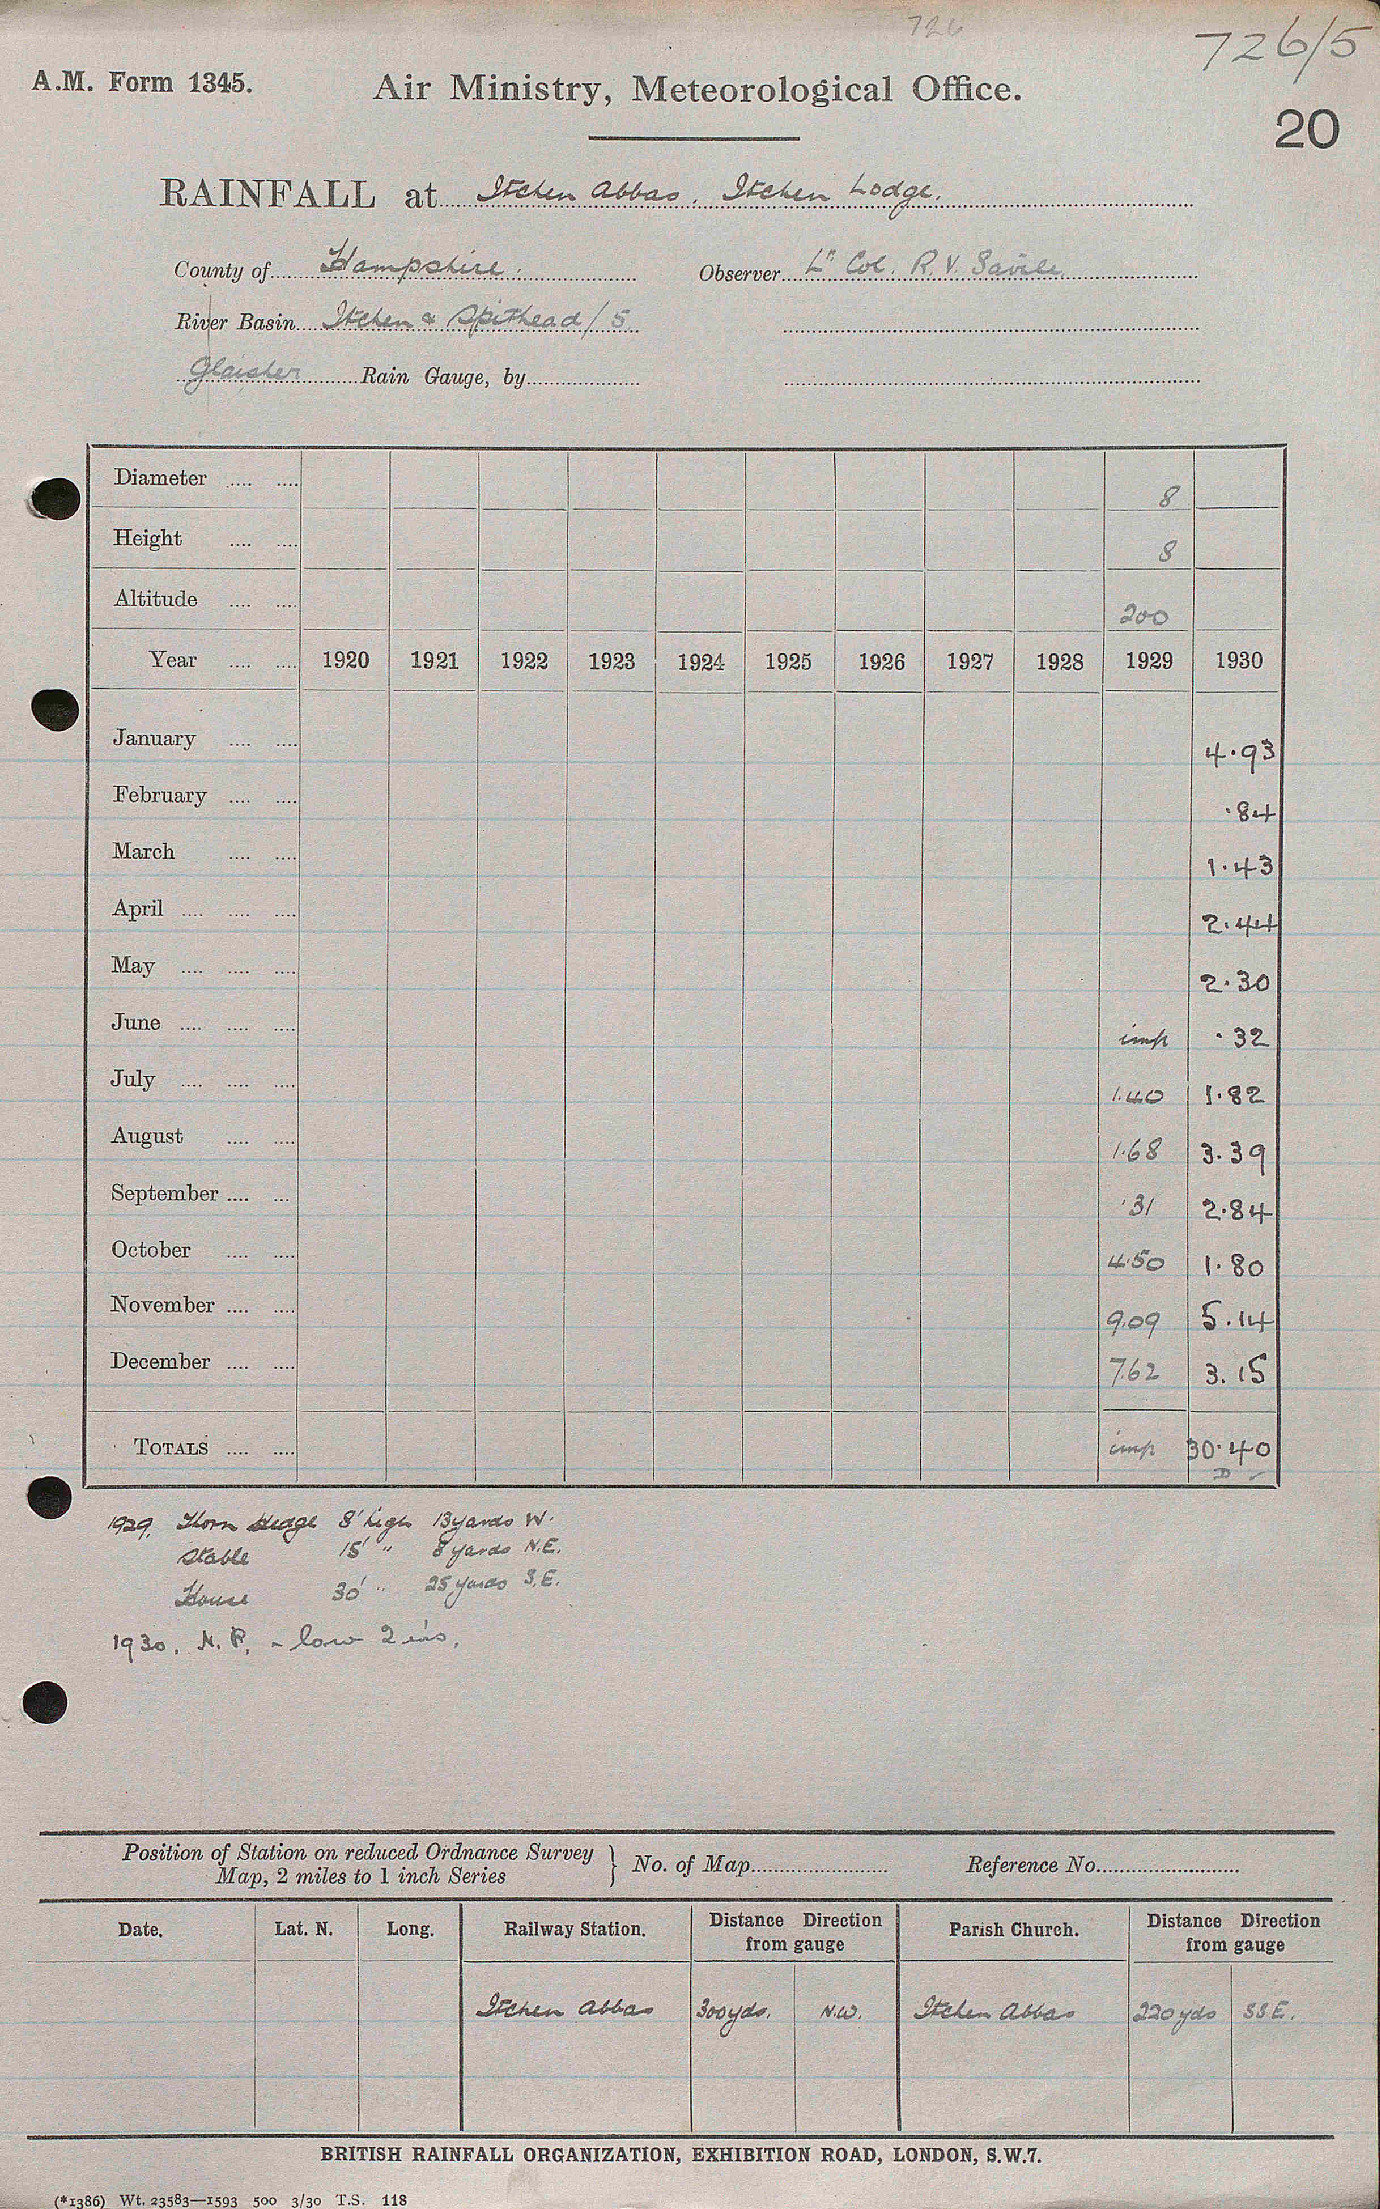 726
726/5
A.M. Form 1345. Air Ministry, Meteorological Office.
20
RAINFALL at Itchen Abbas, Itchen Lodge.
County of Hampshire. Observer Lt Col. R. V. Savile
River Basin Itchen & Spithead/5
Glaisher Rain Gauge, by
Diameter .... .... 8
Height .... .... 8
Altitude .... .... 200
Year .... .... 1920 1921 1922 1923 1924 1925 1926 1927 1928 1929 1930
January .... .... 4.93
February .... .... .84
March .... .... 1.43
April .... .... .... 2.44
May .... .... .... 2.30
June .... .... .... imp .32
July .... .... .... 1.40 1.82
August .... .... 1.68 3.39
September .... .... .31 2.84
October .... .... 4.50 1.80
November .... .... 9.09 5.14
December .... .... 7.62 3.15
TOTALS .... .... imp 30.40
D ✓
1929. Thorn Hedge 8' high 13 yards W.
Stable 15' " 8 yards N.E.
House 30' " 25 yards S.E.
1930. N.P. - low 2 ins.
Position of Station on reduced Ordnance Survey
Map, 2 miles to 1 inch Series } No. of Map Reference No.
Date. Lat. N. Long. Railway Station. Distance Direction from gauge Parish Church. Distance Direction from gauge
Itchen Abbas 300 yds. N.W. Itchen Abbas 220 yds S.S.E.
BRITISH RAINFALL ORGANIZATION, EXHIBITION ROAD, LONDON, S.W.7.
(*1386) Wt. 23583—1593 500 3/30 T.S. 118